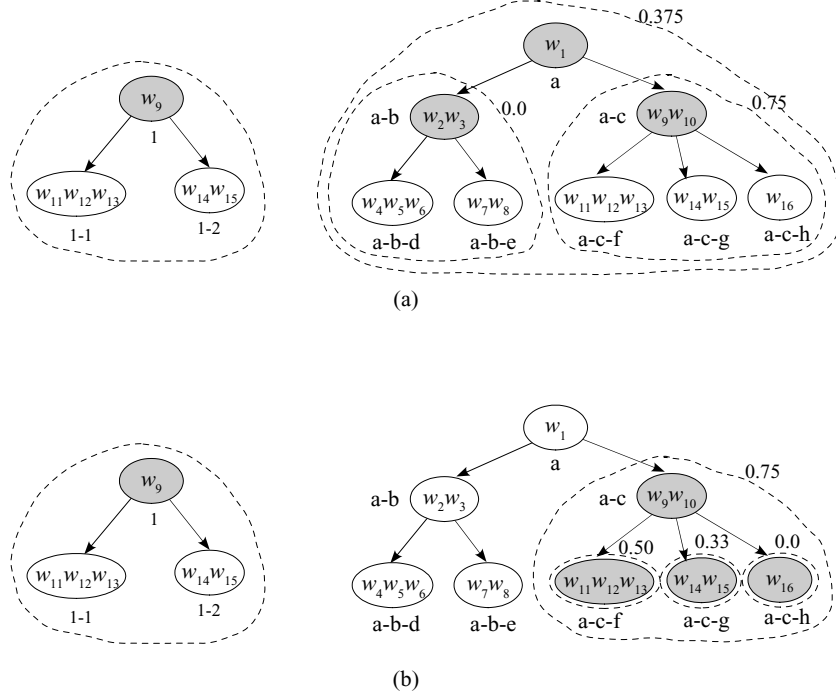 0.375
w1
a
w9
1
a-b
w2w3
0.0
a-c
w9w10
0.75
w11w12w13
1-1
w14w15
1-2
w4w5w6
a-b-d
w7w8
a-b-e
w11w12w13
a-c-f
w14w15
a-c-g
w16
a-c-h
(a)
w1
a
w9
1
a-b
w2w3
a-c
w9w10
0.75
w11w12w13
1-1
w14w15
1-2
w4w5w6
a-b-d
w7w8
a-b-e
0.50
w11w12w13
a-c-f
0.33
w14w15
a-c-g
0.0
w16
a-c-h
(b)